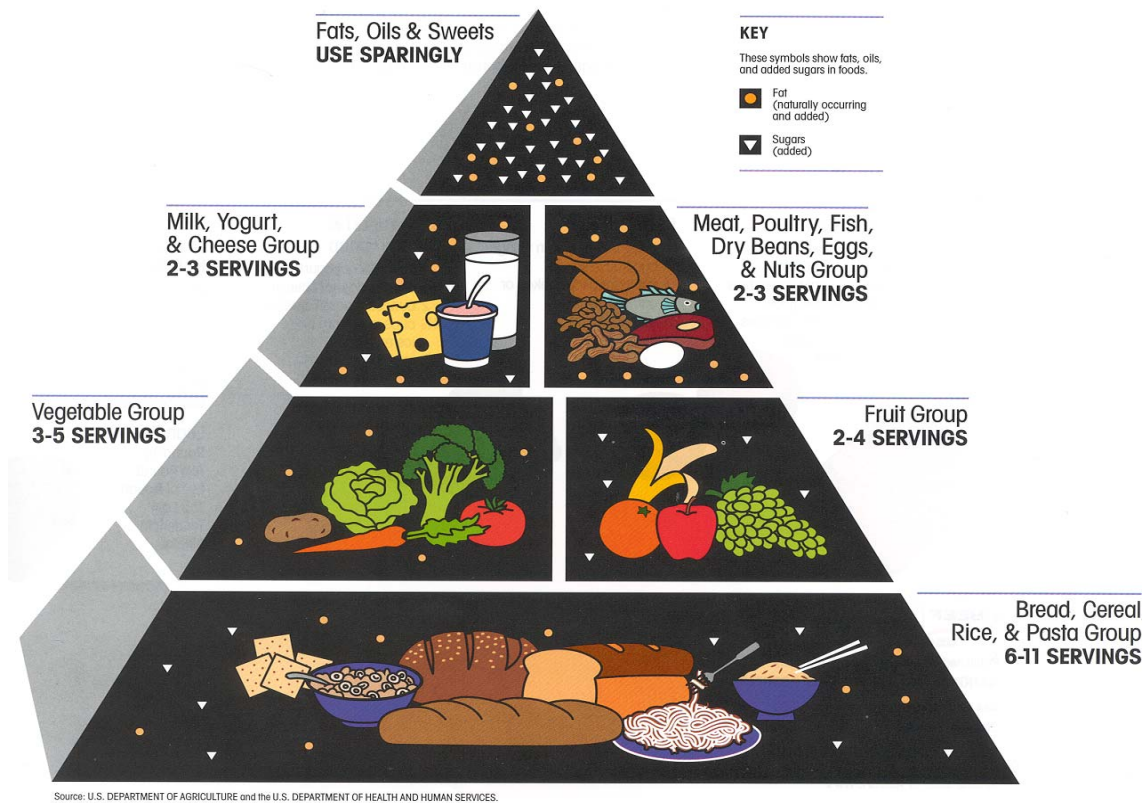 Fats, Oils & Sweets
USE SPARINGLY
KEY
These symbols show fats, oils,
and added sugars in foods.
Fat
(naturally occurring
and added)
Sugars
(added)
Milk, Yogurt,
& Cheese Group
2-3 SERVINGS
Meat, Poultry, Fish,
Dry Beans, Eggs,
& Nuts Group
2-3 SERVINGS
Vegetable Group
3-5 SERVINGS
Fruit Group
2-4 SERVINGS
Bread, Cereal
Rice, & Pasta Group
6-11 SERVINGS
Source: U.S. DEPARTMENT OF AGRICULTURE and the U.S. DEPARTMENT OF HEALTH AND HUMAN SERVICES.